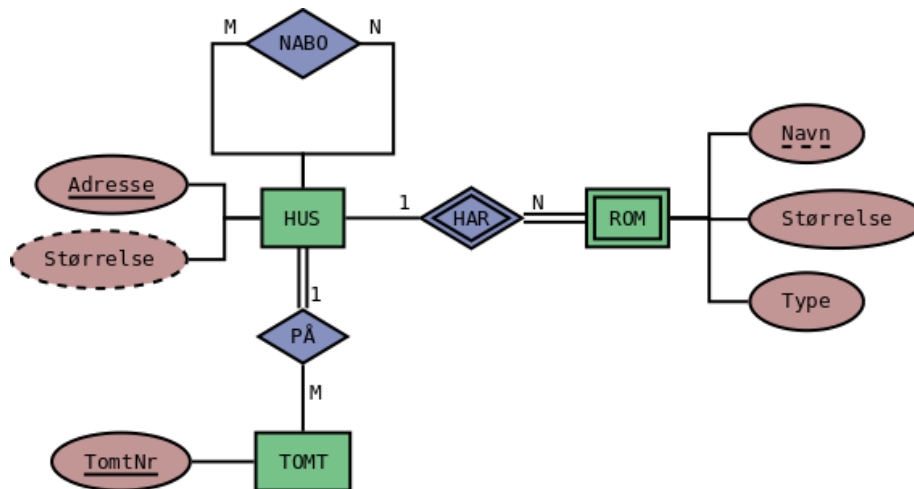 M
NABO
N
Adresse
Størrelse
HUS
1
HAR
N
ROM
Navn
Størrelse
Type
1
PÅ
M
TomtNr
TOMT